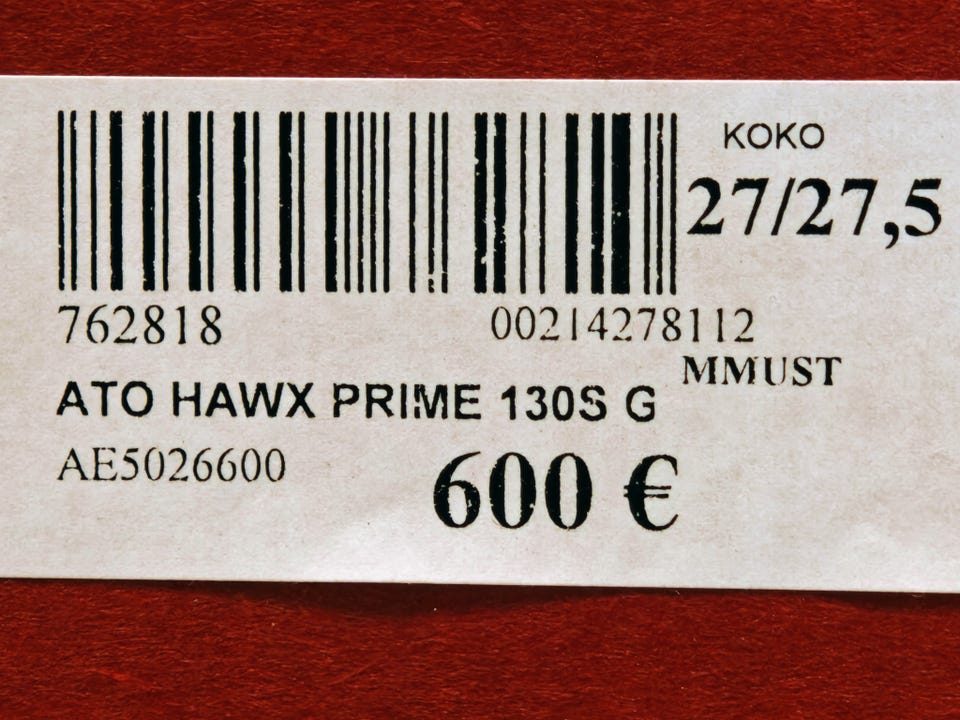 KOKO
27/27,5
762818 00214278112
MMUST
ATO HAWX PRIME 130S G
AE5026600 600 €